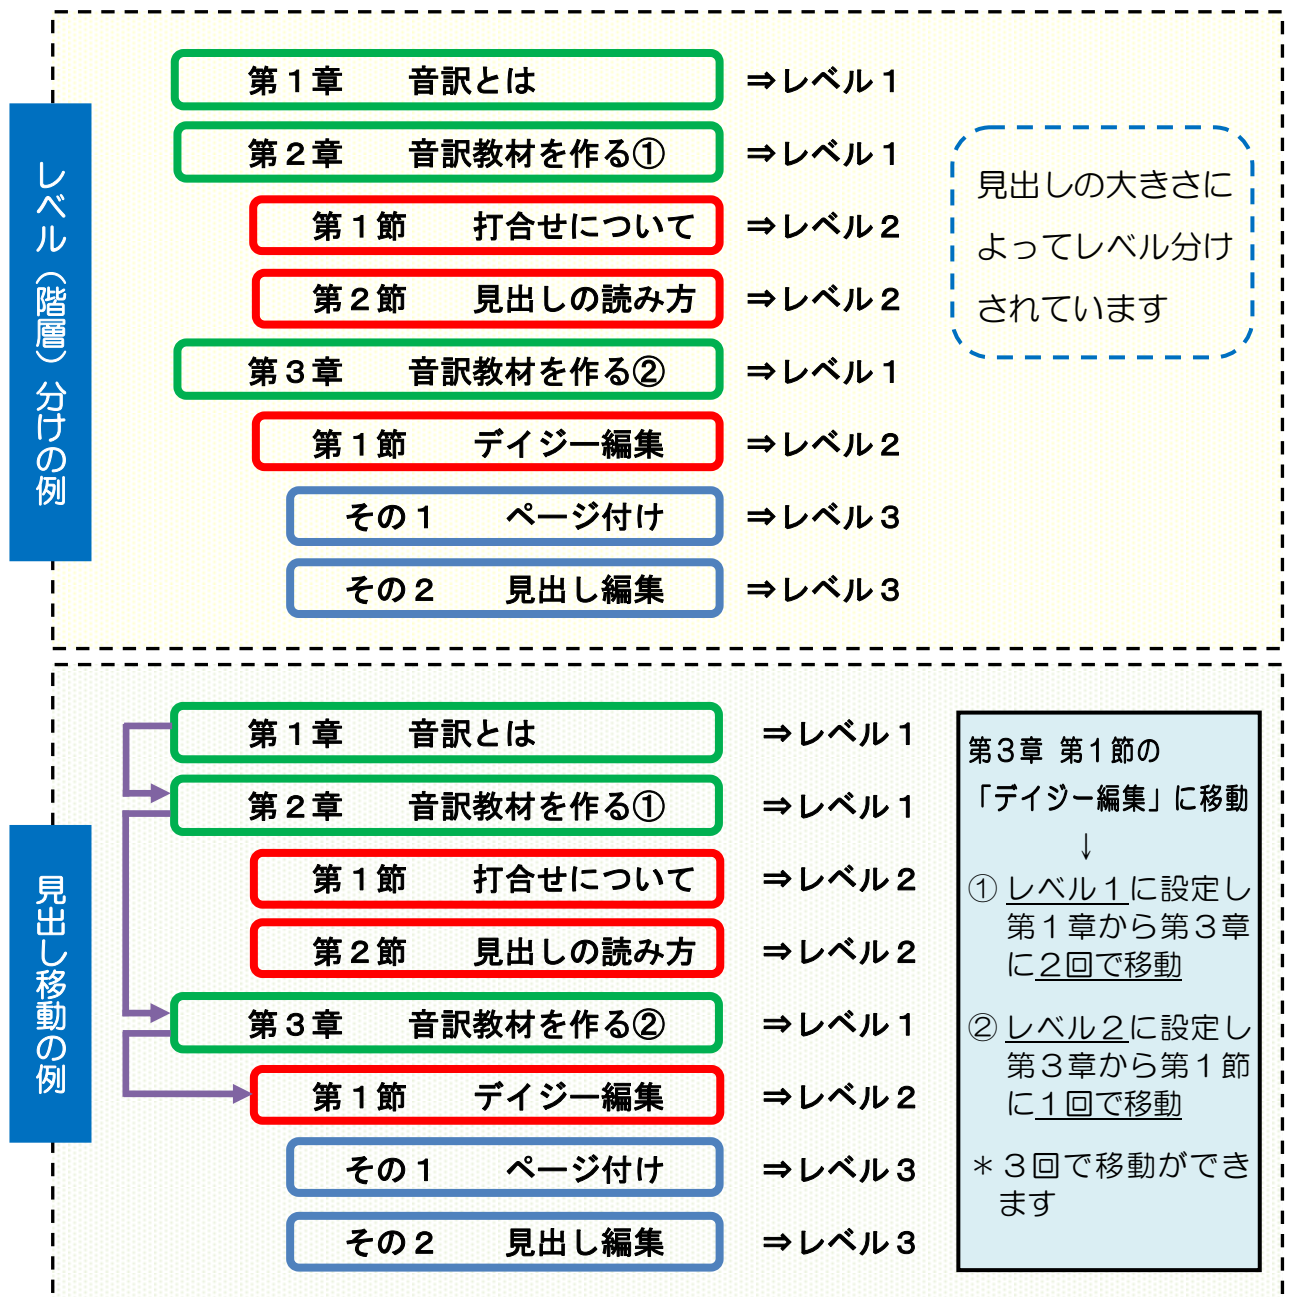 レベル（階層）分けの例
第１章　　音訳とは　⇒レベル１
第２章　　音訳教材を作る①　⇒レベル１
第１節　　打合せについて　⇒レベル２
第２節　　見出しの読み方　⇒レベル２
第３章　　音訳教材を作る②　⇒レベル１
第１節　　デイジー編集　⇒レベル２
その１　　ページ付け　⇒レベル３
その２　　見出し編集　⇒レベル３
見出しの大きさに
よってレベル分け
されています
見出し移動の例
第１章　　音訳とは　⇒レベル１
第２章　　音訳教材を作る①　⇒レベル１
第１節　　打合せについて　⇒レベル２
第２節　　見出しの読み方　⇒レベル２
第３章　　音訳教材を作る②　⇒レベル１
第１節　　デイジー編集　⇒レベル２
その１　　ページ付け　⇒レベル３
その２　　見出し編集　⇒レベル３
第３章 第１節の
「デイジー編集」に移動
↓
① レベル１に設定し
第１章から第３章
に２回で移動
② レベル２に設定し
第３章から第１節
に１回で移動
＊３回で移動ができ
ます